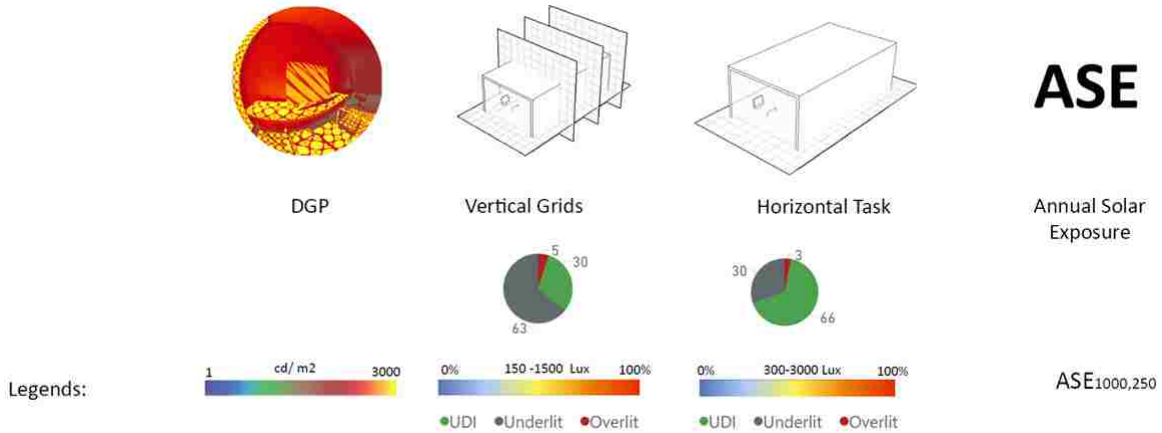 ASE
DGP
Vertical Grids
Horizontal Task
Annual Solar
Exposure
5
30
63
3
30
66
Legends:
1 cd/ m2 3000
0% 150 -1500 Lux 100%
0% 300-3000 Lux 100%
ASE1000,250
UDI Underlit Overlit
UDI Underlit Overlit